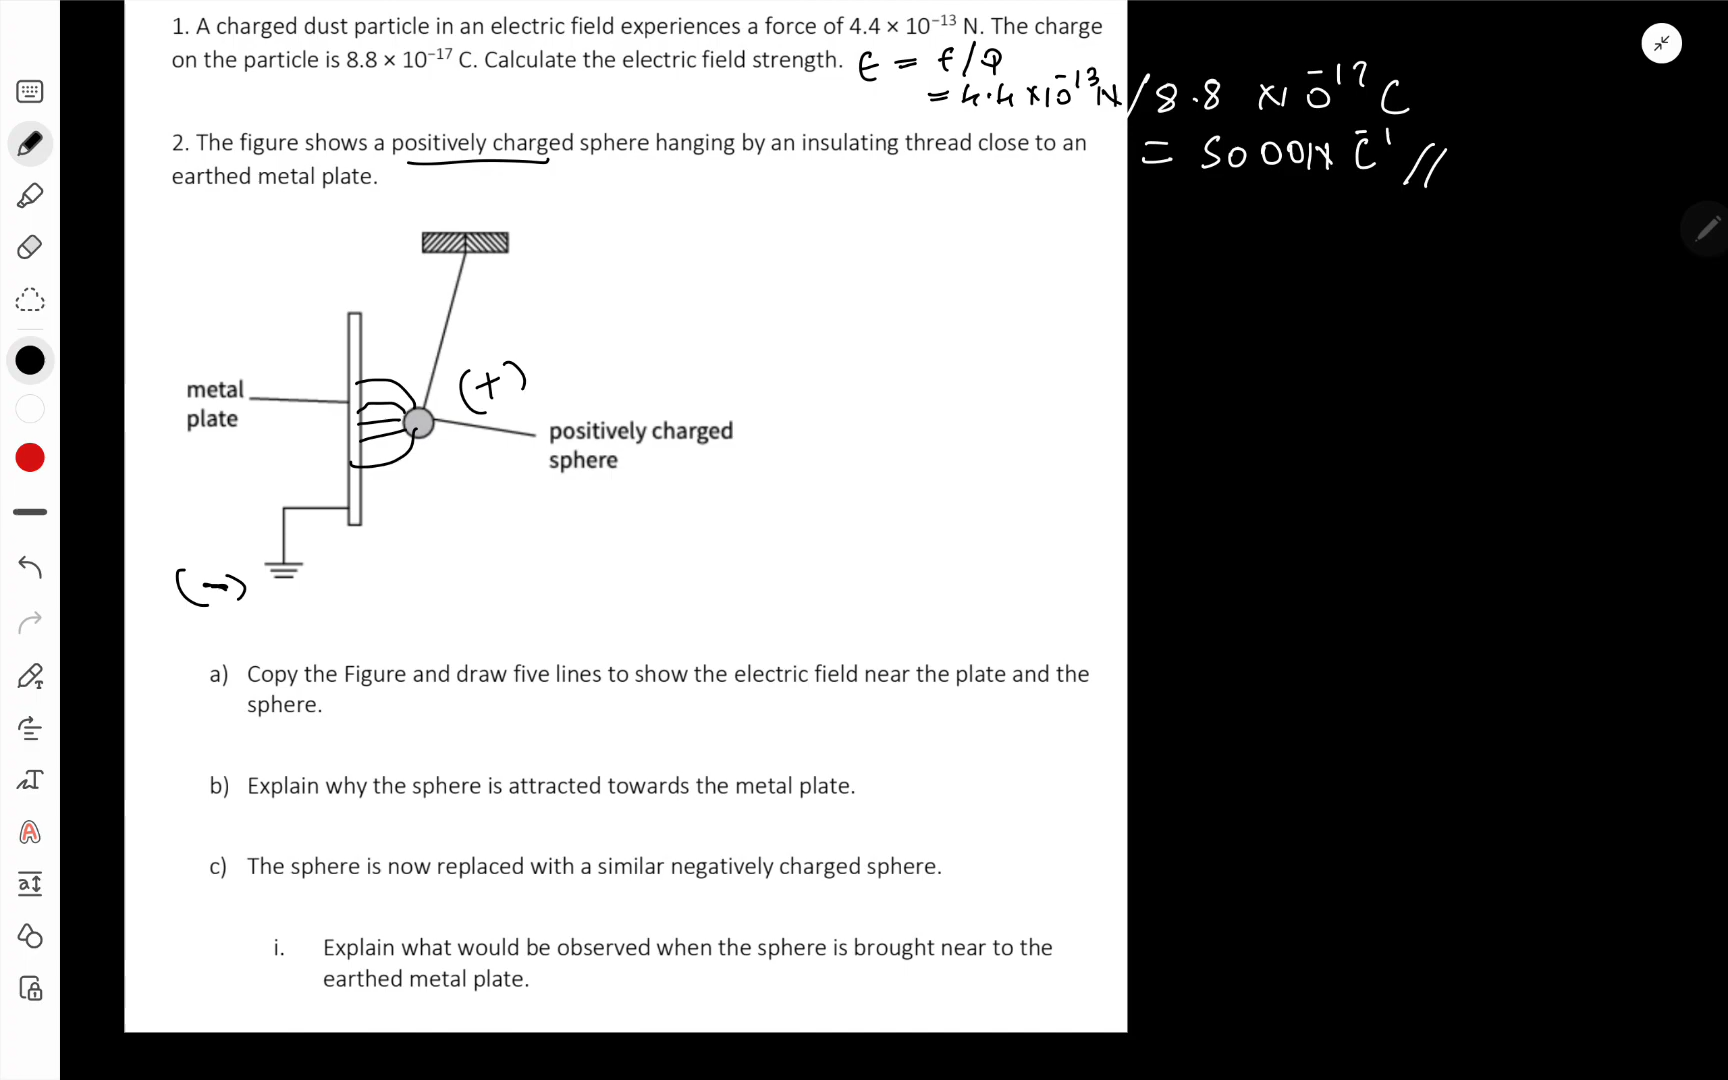 1. A charged dust particle in an electric field experiences a force of 4.4 × 10⁻¹³ N. The charge
on the particle is 8.8 × 10⁻¹⁷ C. Calculate the electric field strength. E = F/Q
= 4.4 × 10⁻¹³ N / 8.8 × 10⁻¹⁷ C
= 5000 N C⁻¹ //
2. The figure shows a positively charged sphere hanging by an insulating thread close to an
earthed metal plate.
(+)
metal
plate
positively charged
sphere
(-)
a) Copy the Figure and draw five lines to show the electric field near the plate and the
sphere.
b) Explain why the sphere is attracted towards the metal plate.
c) The sphere is now replaced with a similar negatively charged sphere.
i. Explain what would be observed when the sphere is brought near to the
earthed metal plate.